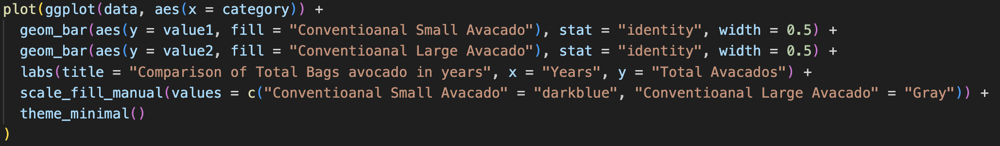 plot(ggplot(data, aes(x = category)) +
  geom_bar(aes(y = value1, fill = "Conventioanal Small Avacado"), stat = "identity", width = 0.5) +
  geom_bar(aes(y = value2, fill = "Conventioanal Large Avacado"), stat = "identity", width = 0.5) +
  labs(title = "Comparison of Total Bags avocado in years", x = "Years", y = "Total Avacados") +
  scale_fill_manual(values = c("Conventioanal Small Avacado" = "darkblue", "Conventioanal Large Avacado" = "Gray")) +
  theme_minimal()
)